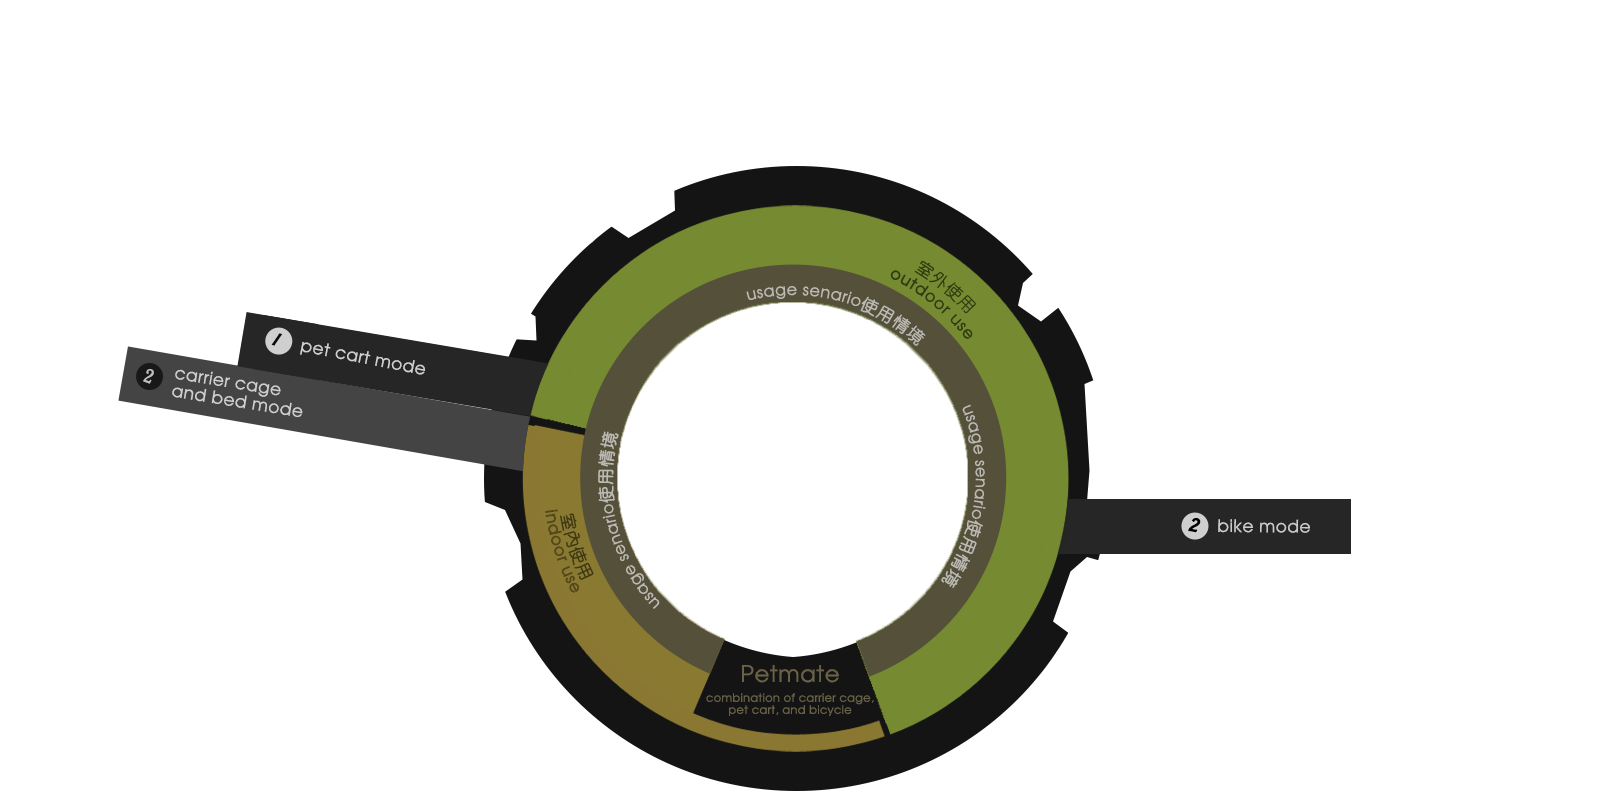 室外使用
outdoor use
usage senario使用情境
1 pet cart mode
2 carrier cage
and bed mode
usage senario使用情境
usage senario使用情境
室內使用
indoor use
2 bike mode
Petmate
combination of carrier cage,
pet cart, and bicycle